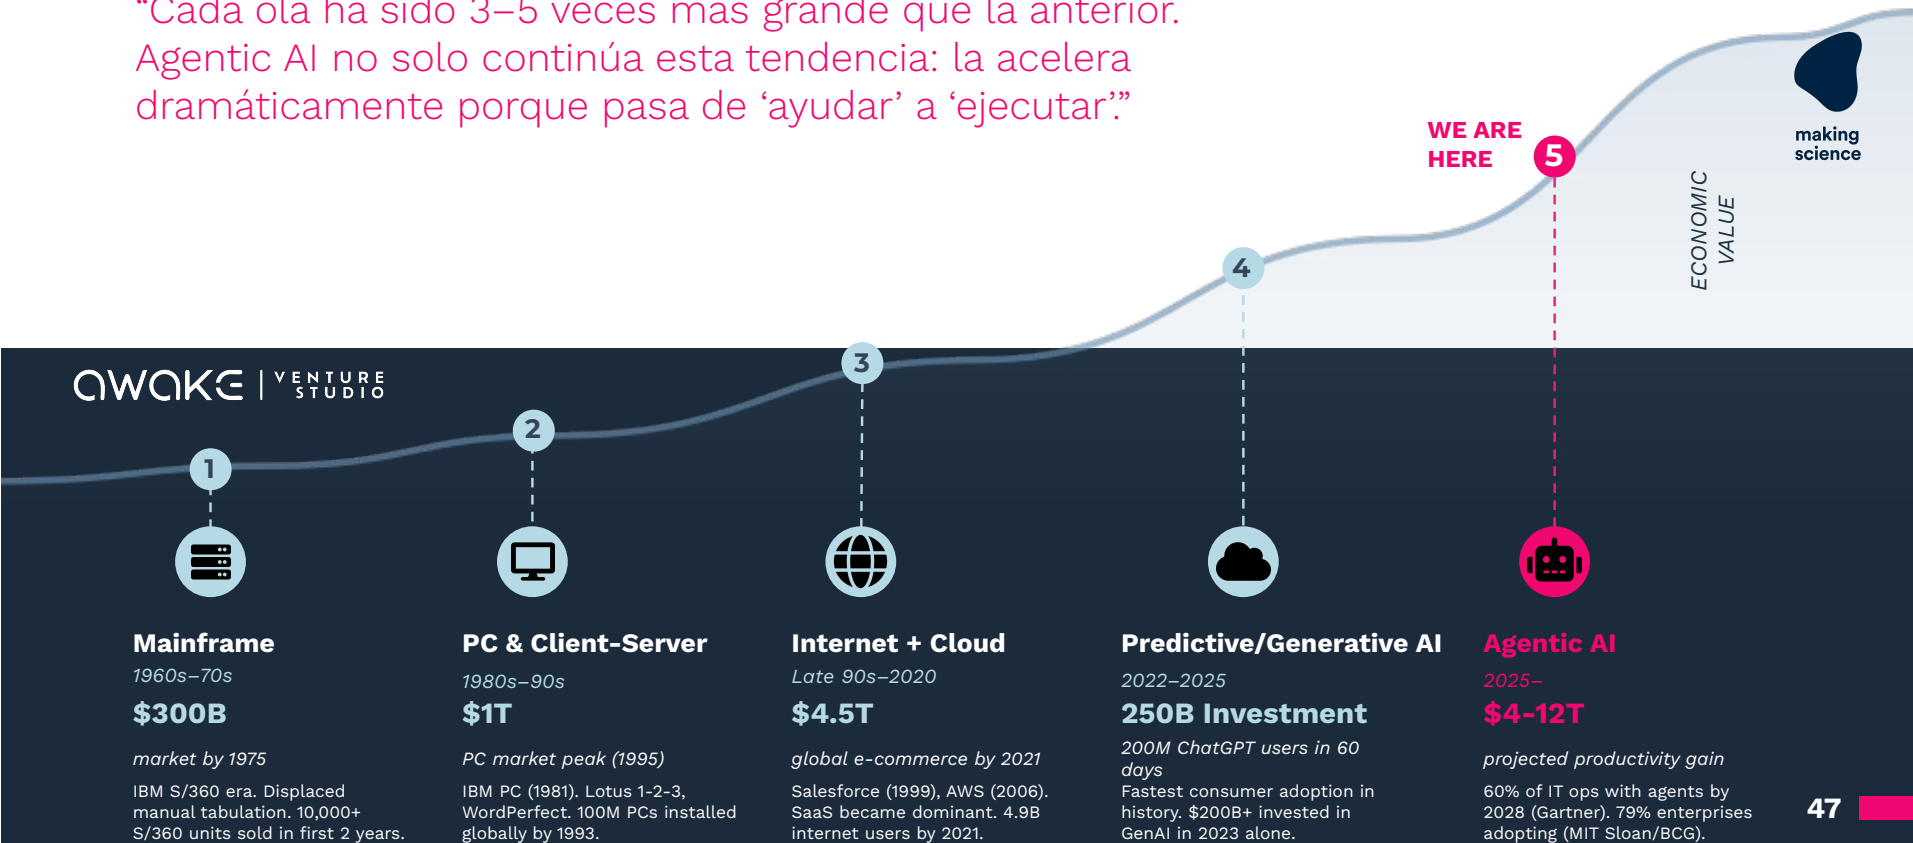 “Cada ola ha sido 3–5 veces más grande que la anterior.
Agentic AI no solo continúa esta tendencia: la acelera
dramáticamente porque pasa de ‘ayudar’ a ‘ejecutar’.”
WE ARE
HERE
5
making
science
ECONOMIC
VALUE
4
3
2
1
AWAKE | VENTURE
STUDIO
Mainframe
1960s–70s
$300B
market by 1975
IBM S/360 era. Displaced
manual tabulation. 10,000+
S/360 units sold in first 2 years.
PC & Client-Server
1980s–90s
$1T
PC market peak (1995)
IBM PC (1981). Lotus 1-2-3,
WordPerfect. 100M PCs installed
globally by 1993.
Internet + Cloud
Late 90s–2020
$4.5T
global e-commerce by 2021
Salesforce (1999), AWS (2006).
SaaS became dominant. 4.9B
internet users by 2021.
Predictive/Generative AI
2022–2025
250B Investment
200M ChatGPT users in 60
days
Fastest consumer adoption in
history. $200B+ invested in
GenAI in 2023 alone.
Agentic AI
2025–
$4-12T
projected productivity gain
60% of IT ops with agents by
2028 (Gartner). 79% enterprises
adopting (MIT Sloan/BCG).
47